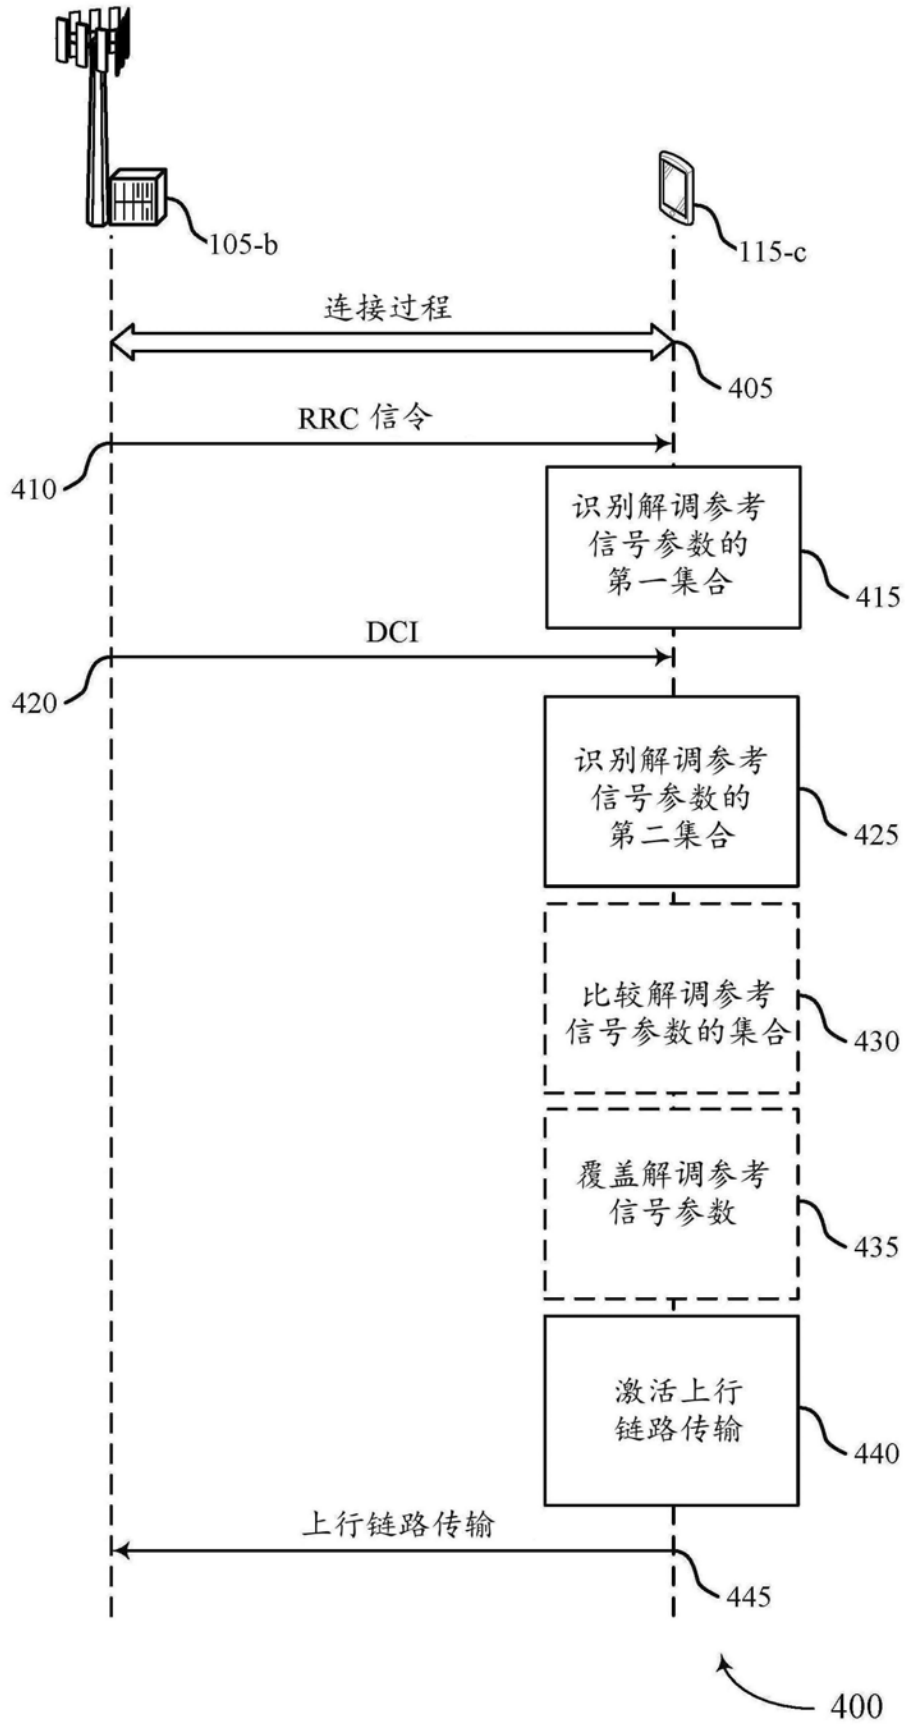 105-b
115-c
连接过程
405
RRC 信令
410
识别解调参考
信号参数的
第一集合
415
DCI
420
识别解调参考
信号参数的
第二集合
425
比较解调参考
信号参数的集合
430
覆盖解调参考
信号参数
435
激活上行
链路传输
440
上行链路传输
445
400